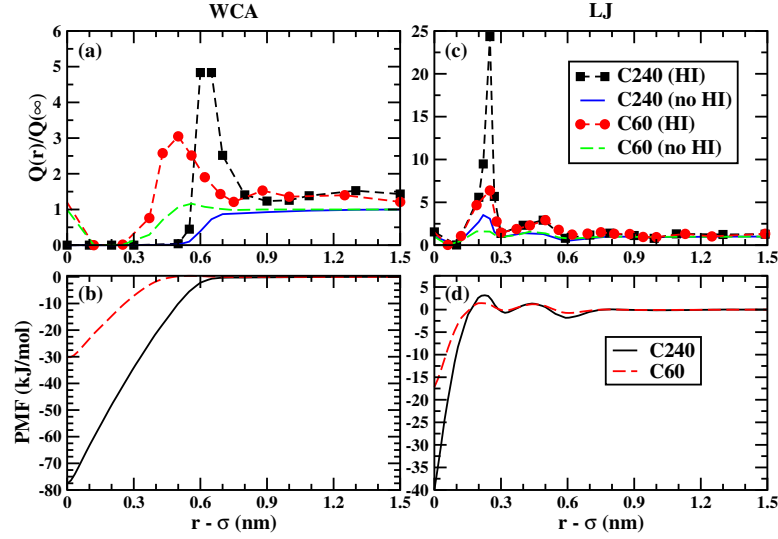 WCA
LJ
(a)
6
5
4
3
2
1
0
Q(r)/Q(∞)
(c)
25
20
15
10
5
0
C240 (HI)
C240 (no HI)
C60 (HI)
C60 (no HI)
(b)
0
-10
-20
-30
-40
-50
-60
-70
-80
PMF (kJ/mol)
0 0.3 0.6 0.9 1.2 1.5
r - σ (nm)
(d)
5
0
-5
-10
-15
-20
-25
-30
-35
-40
C240
C60
0 0.3 0.6 0.9 1.2 1.5
r - σ (nm)